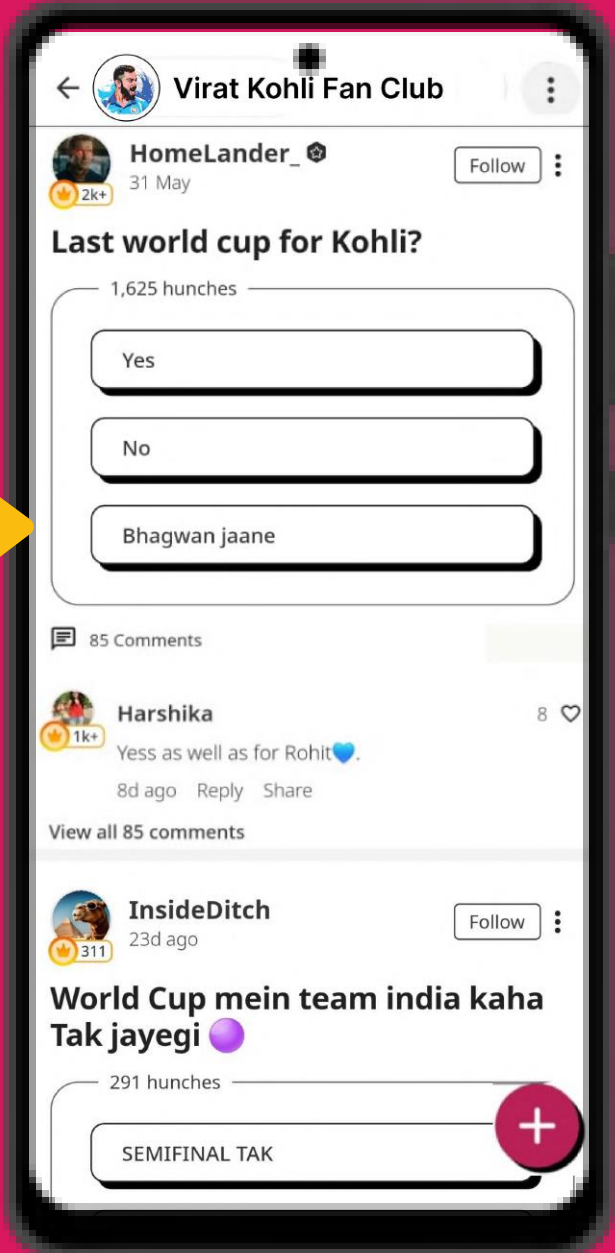 Virat Kohli Fan Club
HomeLander_
31 May
Follow
2k+
Last world cup for Kohli?
1,625 hunches
Yes
No
Bhagwan jaane
85 Comments
Harshika
8
1k+
Yess as well as for Rohit💙.
8d ago Reply Share
View all 85 comments
InsideDitch
23d ago
Follow
311
World Cup mein team india kaha
Tak jayegi 🟣
291 hunches
SEMIFINAL TAK